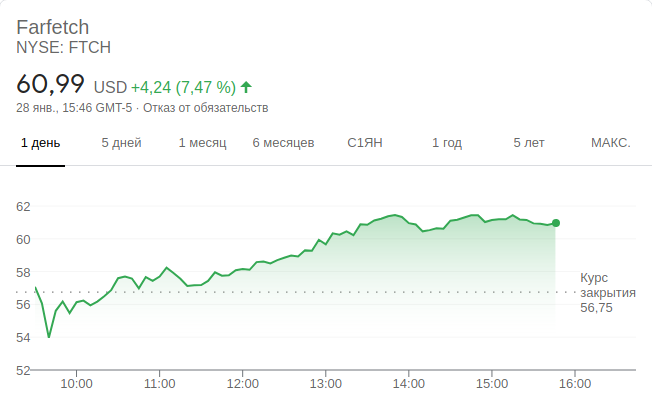 Farfetch
NYSE: FTCH
60,99 USD +4,24 (7,47 %)
28 янв., 15:46 GMT-5 · Отказ от обязательств
1 день 5 дней 1 месяц 6 месяцев С1ЯН 1 год 5 лет МАКС.
62
60
58
Курс
закрытия
56,75
56
54
52
10:00 11:00 12:00 13:00 14:00 15:00 16:00